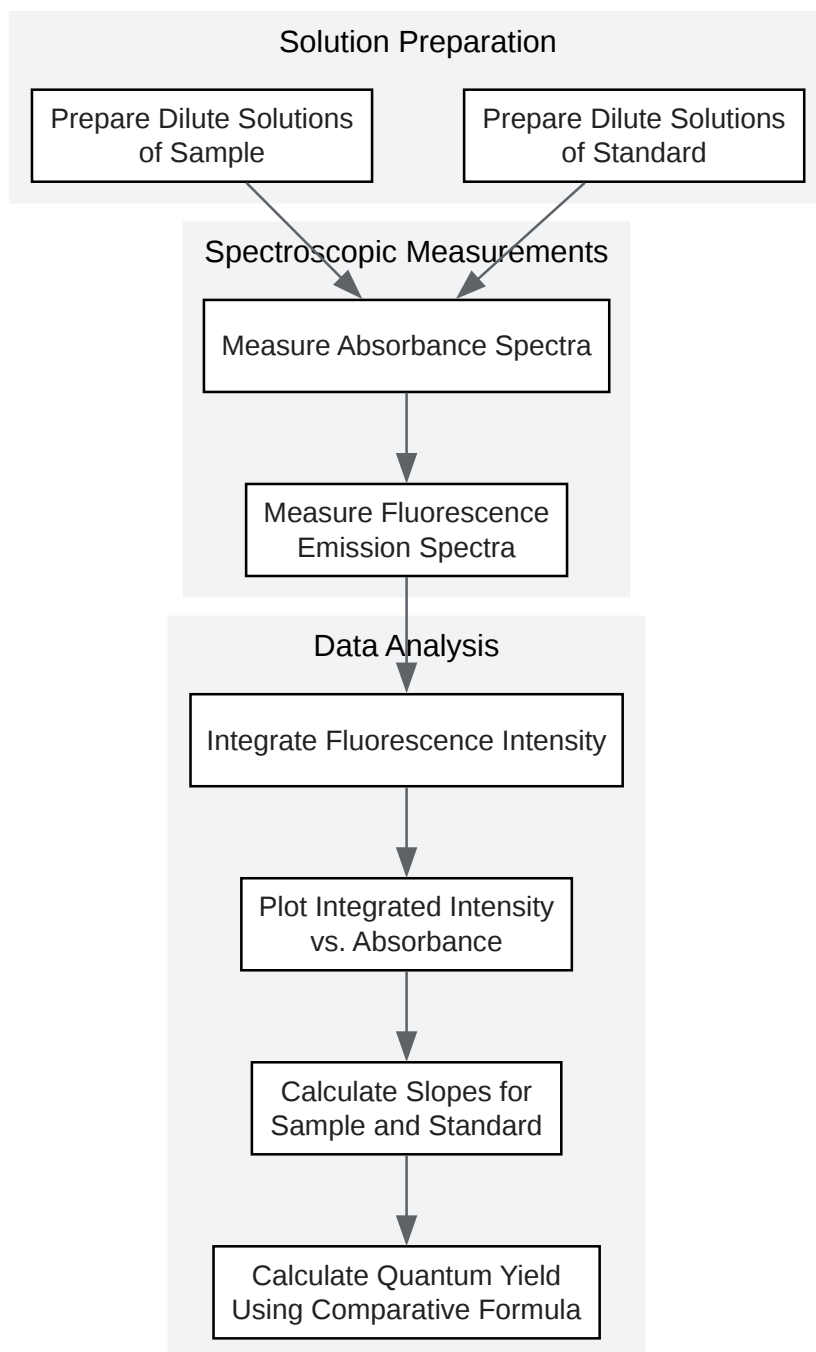 Solution Preparation
Prepare Dilute Solutions
of Sample
Prepare Dilute Solutions
of Standard
Spectroscopic Measurements
Measure Absorbance Spectra
Measure Fluorescence
Emission Spectra
Data Analysis
Integrate Fluorescence Intensity
Plot Integrated Intensity
vs. Absorbance
Calculate Slopes for
Sample and Standard
Calculate Quantum Yield
Using Comparative Formula